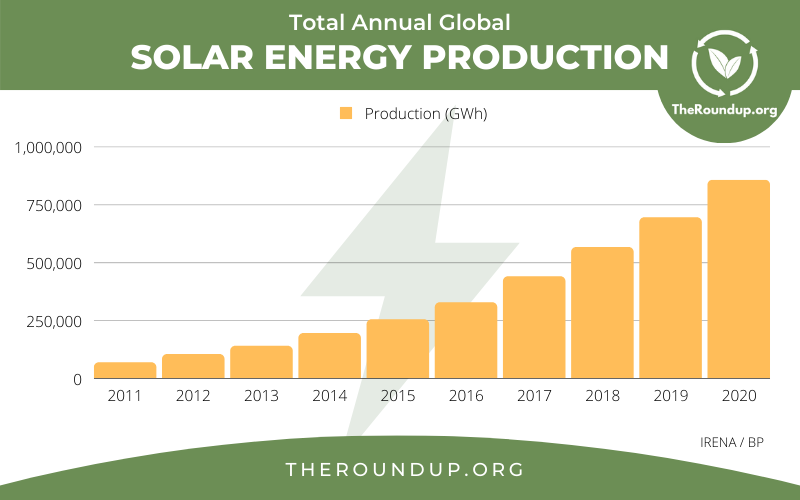 Total Annual Global
SOLAR ENERGY PRODUCTION
TheRoundup.org
Production (GWh)
1,000,000
750,000
500,000
250,000
0
2011 2012 2013 2014 2015 2016 2017 2018 2019 2020
IRENA / BP
THEROUNDUP.ORG